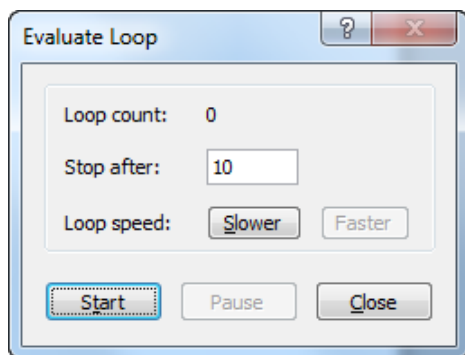 Evaluate Loop ? X
Loop count: 0
Stop after: 10
Loop speed: Slower Faster
Start Pause Close